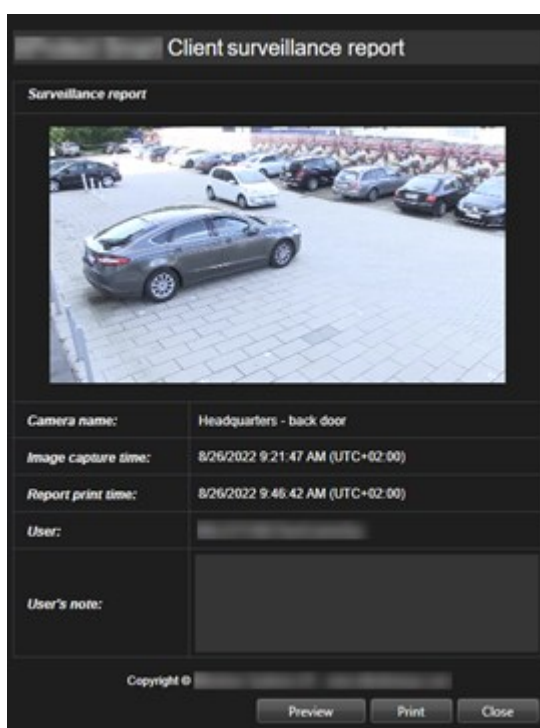 Client surveillance report
Surveillance report
Camera name: Headquarters - back door
Image capture time: 8/26/2022 9:21:47 AM (UTC+02:00)
Report print time: 8/26/2022 9:46:42 AM (UTC+02:00)
User:
User's note:
Copyright ©
Preview Print Close